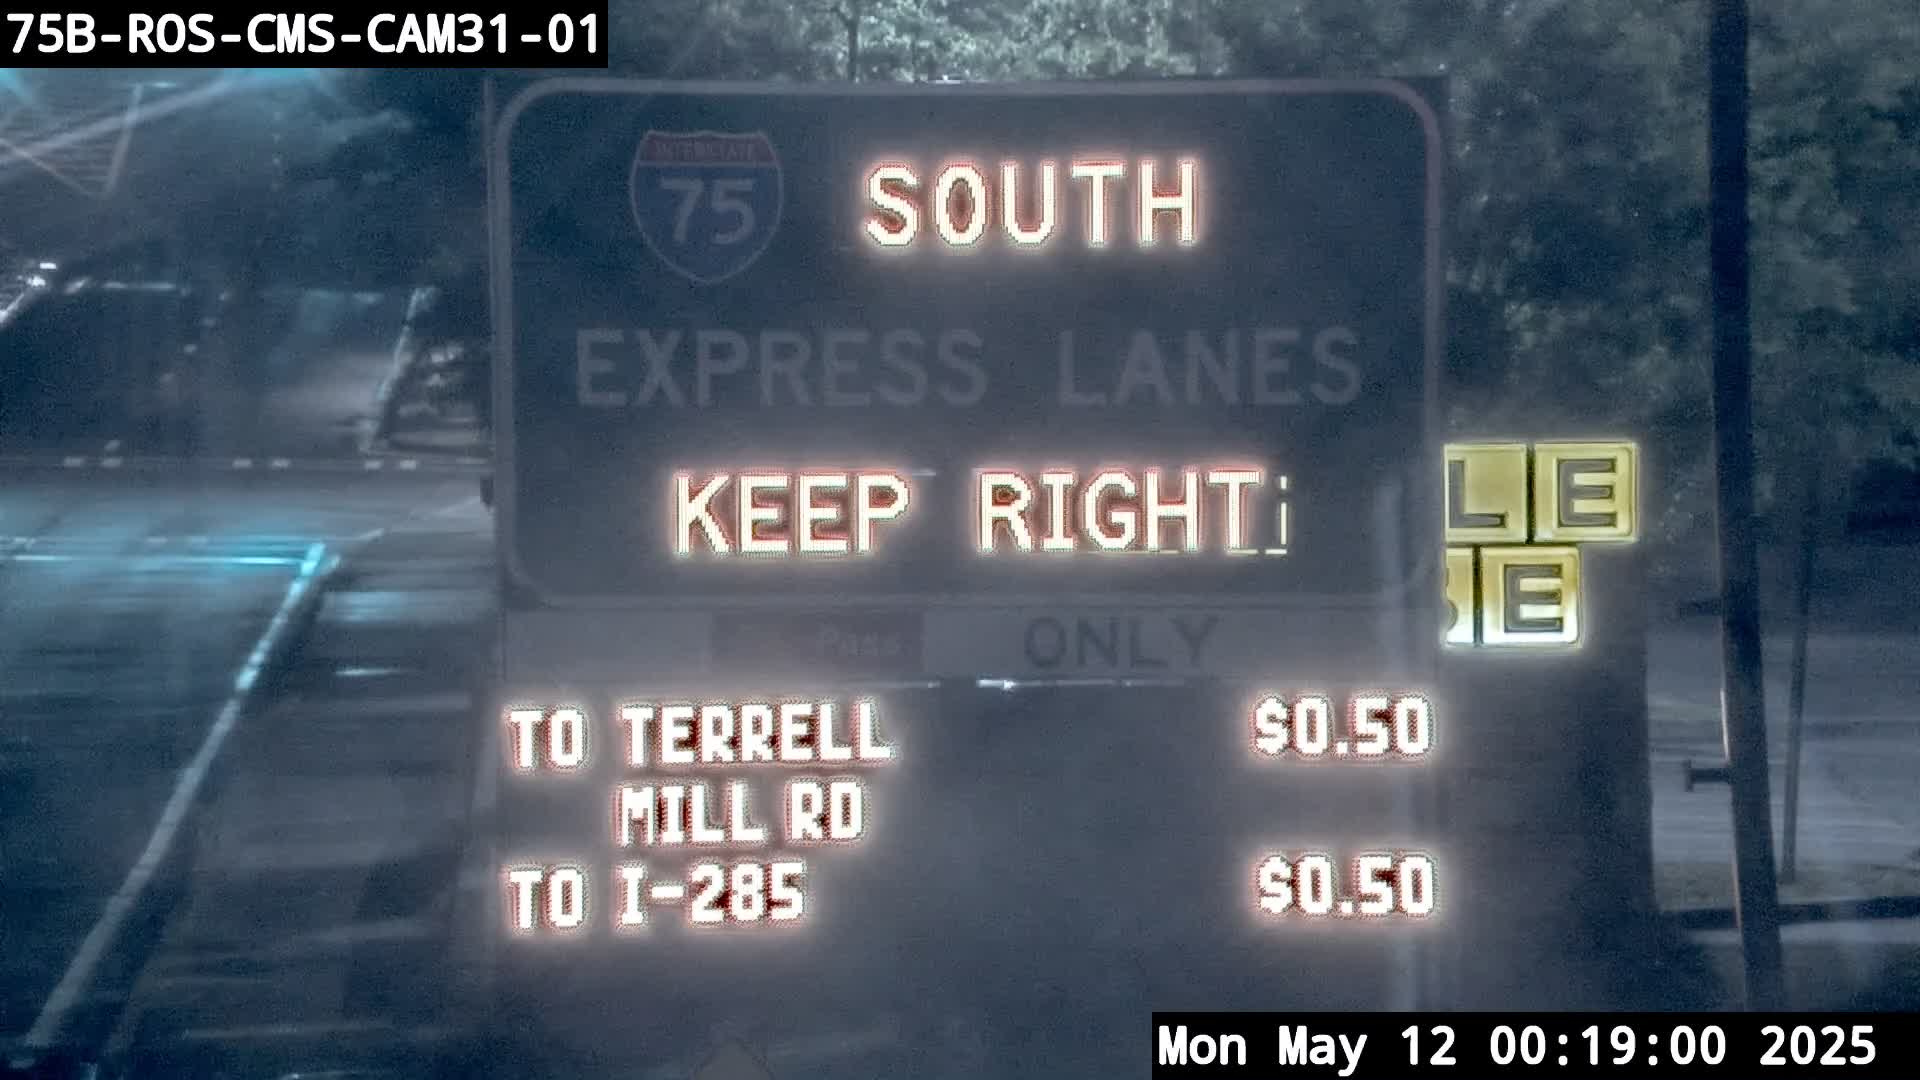 75B-ROS-CMS-CAM31-01
INTERSTATE
75
SOUTH
EXPRESS LANES
KEEP RIGHT
LE
E
Pass ONLY
TO TERRELL $0.50
MILL RD
TO I-285 $0.50
Mon May 12 00:19:00 2025